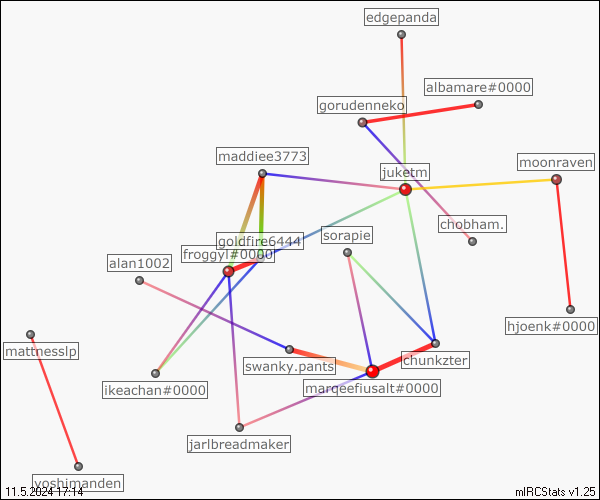 edgepanda
albamare#0000
gorudenneko
maddiee3773
moonraven
juketm
chobham.
sorapie
goldfire6444
froggyl#0000
alan1002
hjoenk#0000
mattnesslp
chunkzter
swanky.pants
ikeachan#0000
marqeefiusalt#0000
jarlbreadmaker
yoshimanden
11.5.2024 17:14
mIRCStats v1.25